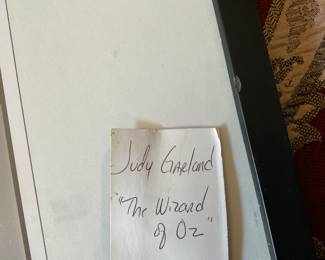 Judy Garland
"The Wizard
of Oz"